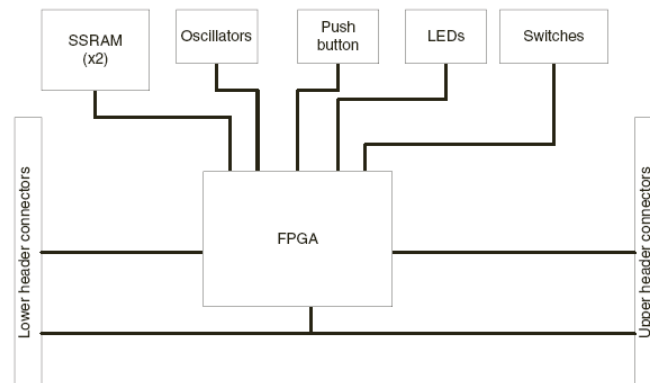 SSRAM
(x2)
Oscillators
Push
button
LEDs
Switches
Lower header connectors
FPGA
Upper header connectors